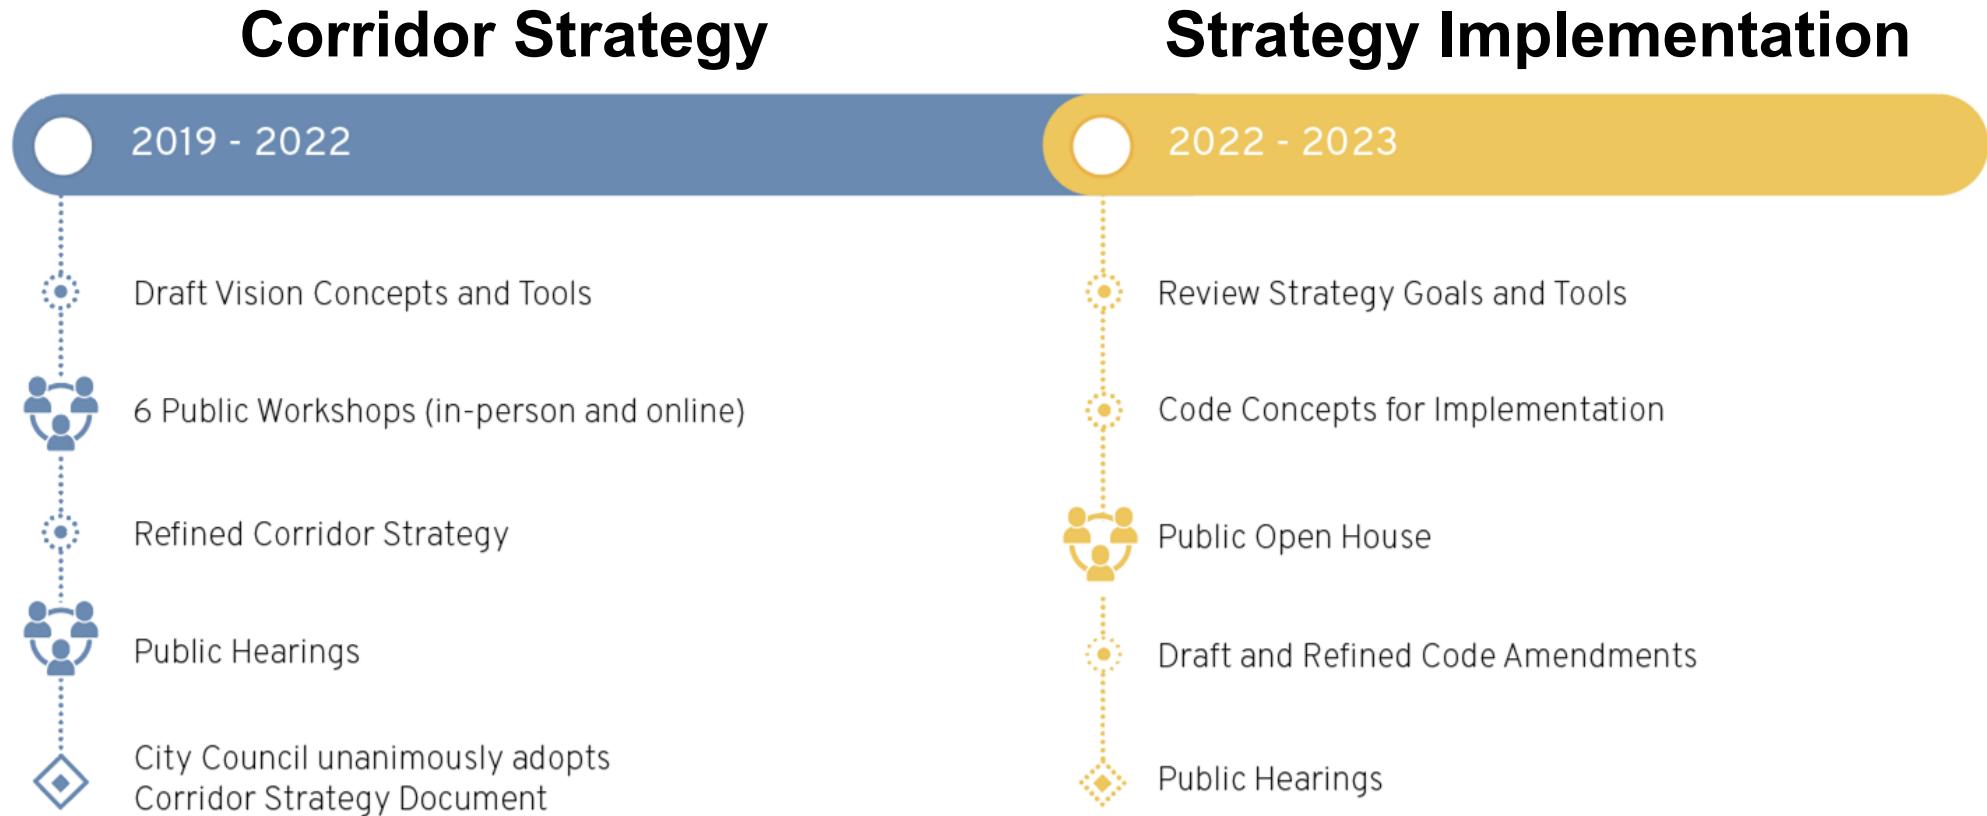 Corridor Strategy
2019 - 2022
Draft Vision Concepts and Tools
6 Public Workshops (in-person and online)
Refined Corridor Strategy
Public Hearings
City Council unanimously adopts
Corridor Strategy Document
Strategy Implementation
2022 - 2023
Review Strategy Goals and Tools
Code Concepts for Implementation
Public Open House
Draft and Refined Code Amendments
Public Hearings